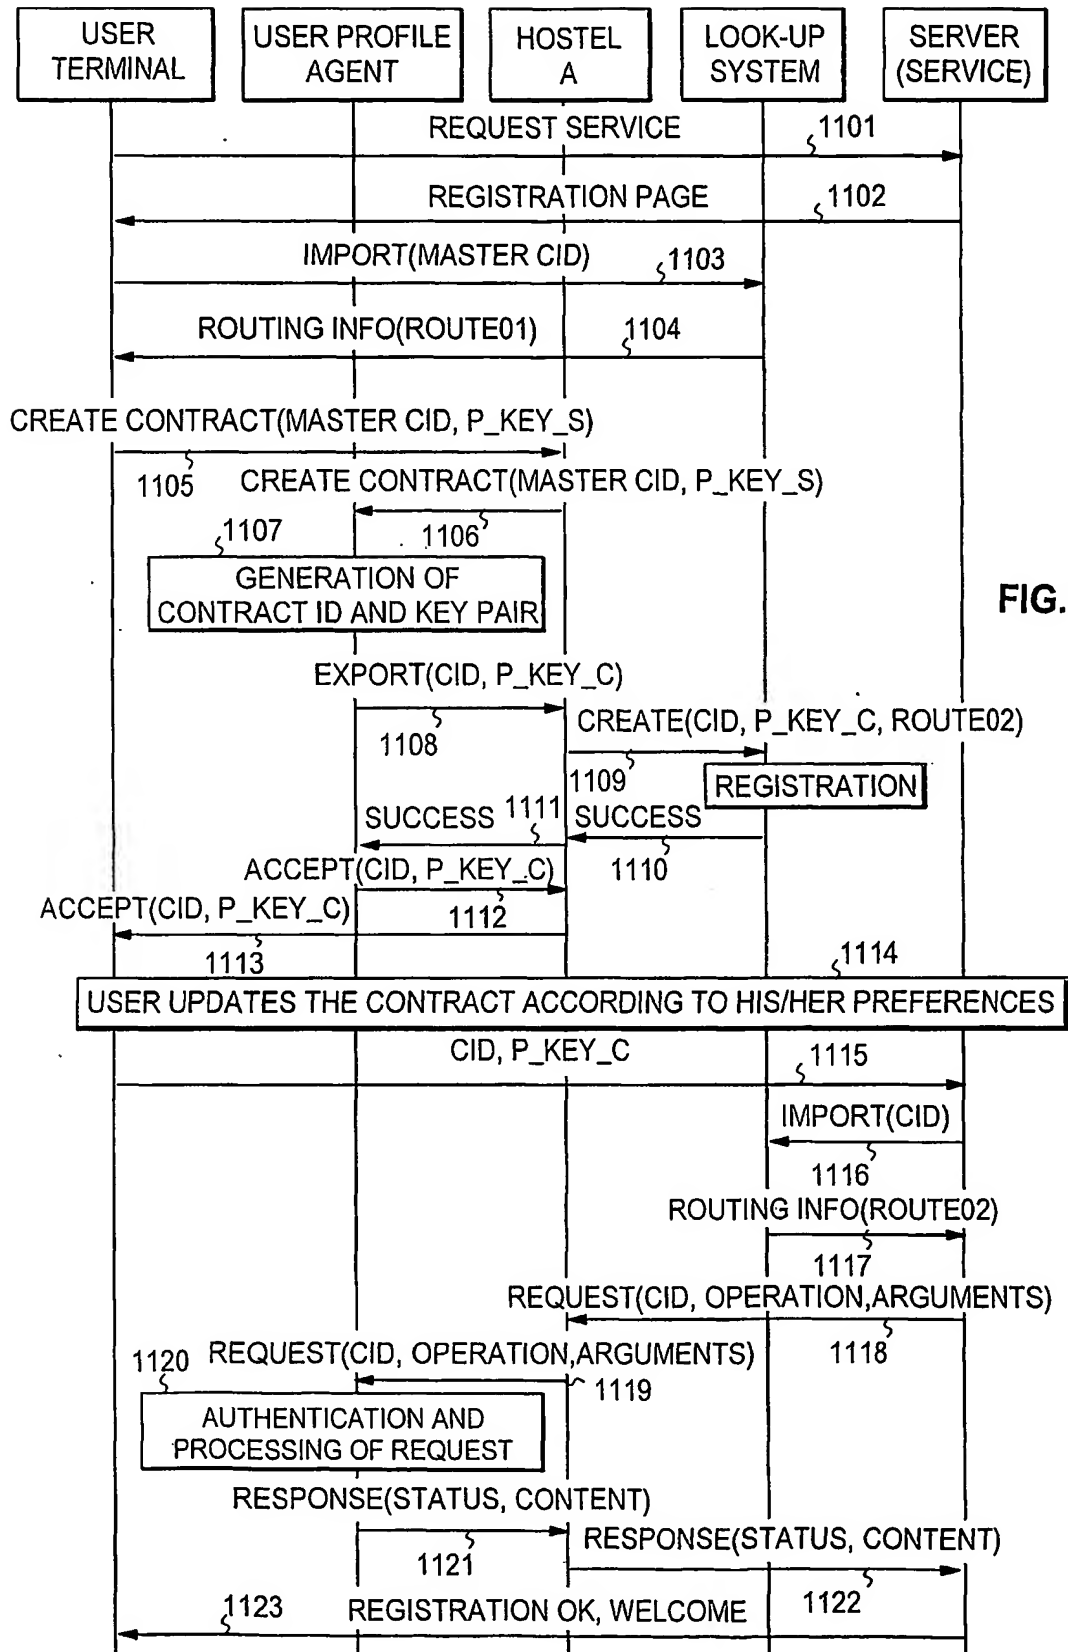 USER
TERMINAL
USER PROFILE
AGENT
HOSTEL
A
LOOK-UP
SYSTEM
SERVER
(SERVICE)
REQUEST SERVICE
1101
REGISTRATION PAGE
1102
IMPORT(MASTER CID)
1103
ROUTING INFO(ROUTE01)
1104
CREATE CONTRACT(MASTER CID, P_KEY_S)
1105
CREATE CONTRACT(MASTER CID, P_KEY_S)
1106
1107
GENERATION OF
CONTRACT ID AND KEY PAIR
FIG.
EXPORT(CID, P_KEY_C)
1108
CREATE(CID, P_KEY_C, ROUTE02)
1109
REGISTRATION
SUCCESS
1111
SUCCESS
1110
ACCEPT(CID, P_KEY_C)
1112
ACCEPT(CID, P_KEY_C)
1113
1114
USER UPDATES THE CONTRACT ACCORDING TO HIS/HER PREFERENCES
CID, P_KEY_C
1115
IMPORT(CID)
1116
ROUTING INFO(ROUTE02)
1117
REQUEST(CID, OPERATION,ARGUMENTS)
1118
1120
REQUEST(CID, OPERATION,ARGUMENTS)
1119
AUTHENTICATION AND
PROCESSING OF REQUEST
RESPONSE(STATUS, CONTENT)
1121
RESPONSE(STATUS, CONTENT)
1122
1123
REGISTRATION OK, WELCOME